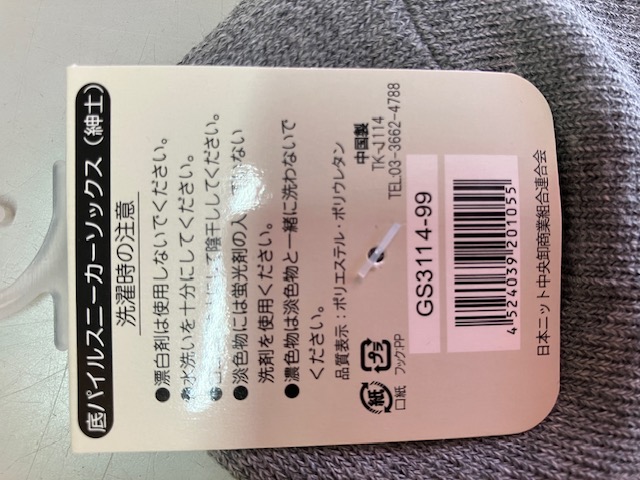 底パイルスニーカーソックス（紳士）
洗濯時の注意
●漂白剤は使用しないでください。
水洗いを十分にしてください。
して陰干ししてください。
●淡色物には蛍光剤の入 ない
洗剤を使用ください。
●濃色物は淡色物と一緒に洗わないで
ください。
品質表示：ポリエステル・ポリウレタン
中国製
TK-J114
TEL:03-3662-4788
紙 プラ
口紙 フック:PP
GS3114-99
4524039201055
日本ニット中央卸商業組合連合会